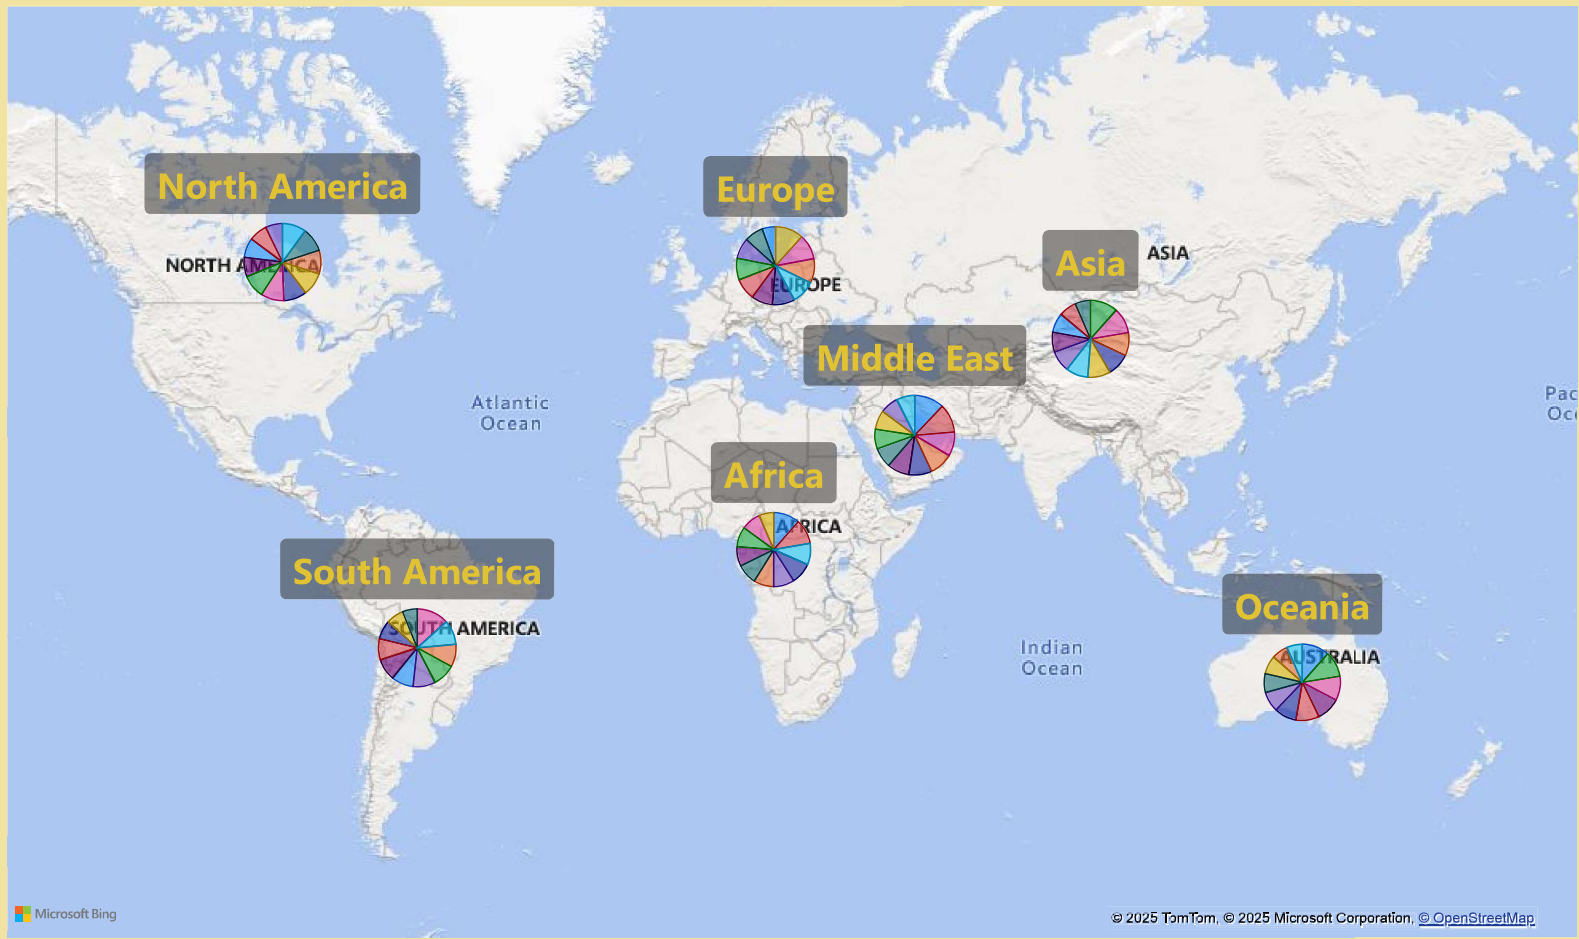 North America
NORTH AMERICA
Europe
EUROPE
Asia
ASIA
Middle East
Atlantic
Ocean
Pac
Oc
Africa
AFRICA
South America
SOUTH AMERICA
Indian
Ocean
Oceania
AUSTRALIA
Microsoft Bing
© 2025 TomTom, © 2025 Microsoft Corporation, © OpenStreetMap